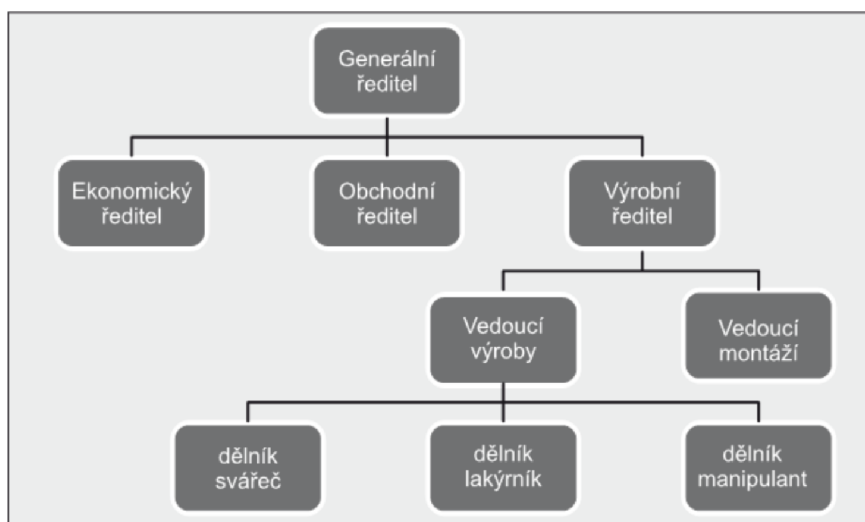 Generální
ředitel
Ekonomický
ředitel
Obchodní
ředitel
Výrobní
ředitel
Vedoucí
výroby
Vedoucí
montáží
dělník
svářeč
dělník
lakýrník
dělník
manipulant